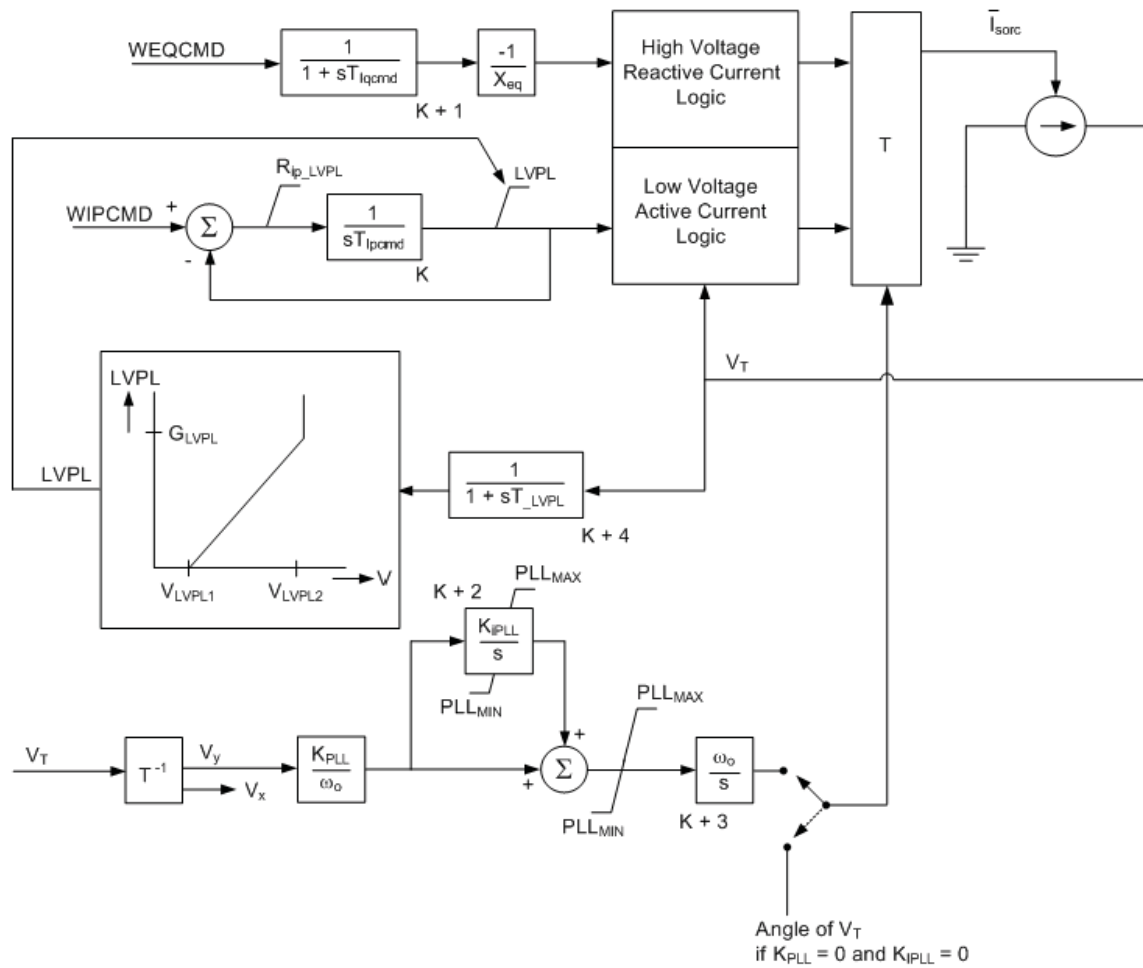 WEQCMD
1
1 + sT_Iqcmd
K + 1
-1
X_eq
High Voltage
Reactive Current
Logic
T
I̅_sorc
WIPCMD
+
-
Σ
R_ip_LVPL
1
sT_Ipcmd
K
LVPL
Low Voltage
Active Current
Logic
V_T
LVPL
LVPL
G_LVPL
V_LVPL1
V_LVPL2
V
1
1 + sT_LVPL
K + 4
K + 2
PLL_MAX
K_iPLL
s
PLL_MIN
V_T
T⁻¹
V_y
V_x
K_PLL
ω_o
+
+
Σ
PLL_MAX
PLL_MIN
ω_o
s
K + 3
Angle of V_T
if K_PLL = 0 and K_IPLL = 0